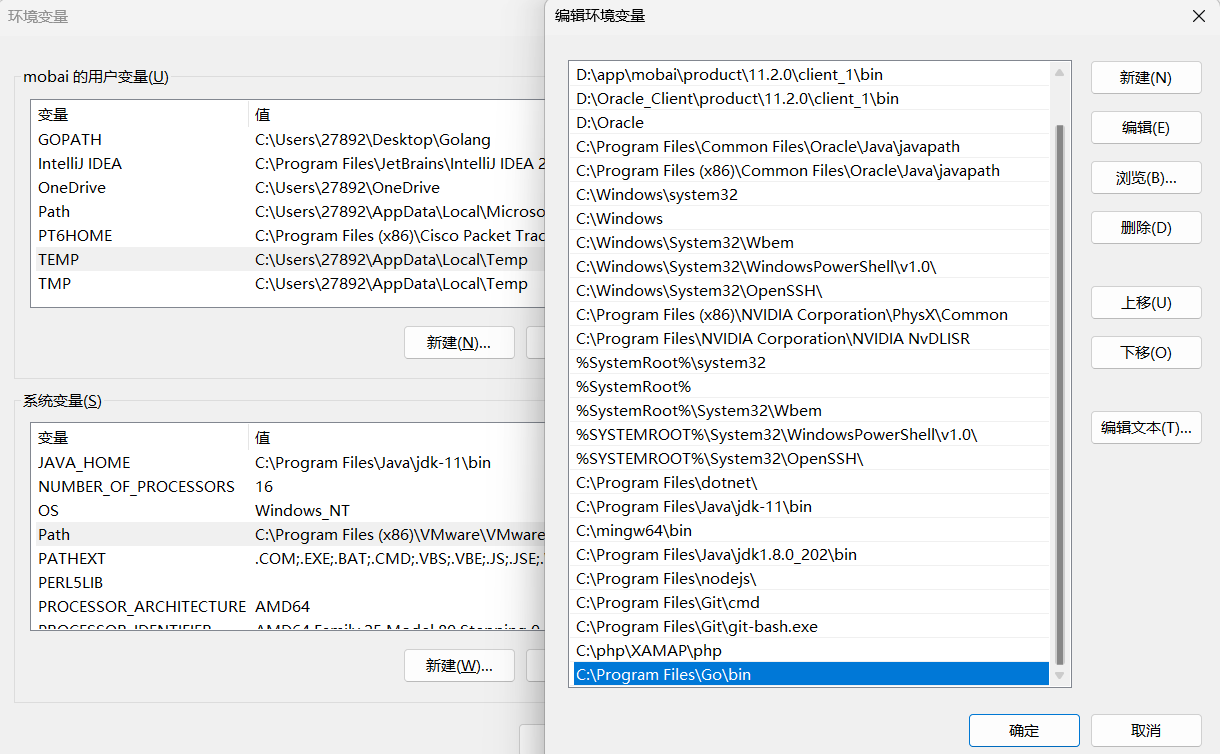 环境变量
mobai 的用户变量(U)
变量 值
GOPATH C:\Users\27892\Desktop\Golang
IntelliJ IDEA C:\Program Files\JetBrains\IntelliJ IDEA 2
OneDrive C:\Users\27892\OneDrive
Path C:\Users\27892\AppData\Local\Microso
PT6HOME C:\Program Files (x86)\Cisco Packet Trac
TEMP C:\Users\27892\AppData\Local\Temp
TMP C:\Users\27892\AppData\Local\Temp
新建(N)...
系统变量(S)
变量 值
JAVA_HOME C:\Program Files\Java\jdk-11\bin
NUMBER_OF_PROCESSORS 16
OS Windows_NT
Path C:\Program Files (x86)\VMware\VMware
PATHEXT .COM;.EXE;.BAT;.CMD;.VBS;.VBE;.JS;.JSE;.
PERL5LIB
PROCESSOR_ARCHITECTURE AMD64
PROCESSOR_IDENTIFIER AMD64 Family 25 Model 80 Stepping 0
新建(W)...
编辑环境变量
D:\app\mobai\product\11.2.0\client_1\bin
D:\Oracle_Client\product\11.2.0\client_1\bin
D:\Oracle
C:\Program Files\Common Files\Oracle\Java\javapath
C:\Program Files (x86)\Common Files\Oracle\Java\javapath
C:\Windows\system32
C:\Windows
C:\Windows\System32\Wbem
C:\Windows\System32\WindowsPowerShell\v1.0\
C:\Windows\System32\OpenSSH\
C:\Program Files (x86)\NVIDIA Corporation\PhysX\Common
C:\Program Files\NVIDIA Corporation\NVIDIA NvDLISR
%SystemRoot%\system32
%SystemRoot%
%SystemRoot%\System32\Wbem
%SYSTEMROOT%\System32\WindowsPowerShell\v1.0\
%SYSTEMROOT%\System32\OpenSSH\
C:\Program Files\dotnet\
C:\Program Files\Java\jdk-11\bin
C:\mingw64\bin
C:\Program Files\Java\jdk1.8.0_202\bin
C:\Program Files\nodejs\
C:\Program Files\Git\cmd
C:\Program Files\Git\git-bash.exe
C:\php\XAMAP\php
C:\Program Files\Go\bin
新建(N)
编辑(E)
浏览(B)...
删除(D)
上移(U)
下移(O)
编辑文本(T)...
确定
取消